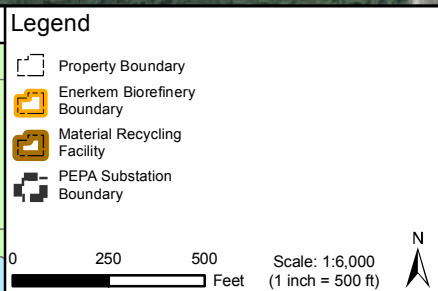 Legend
Property Boundary
Enerkem Biorefinery
Boundary
Material Recycling
Facility
PEPA Substation
Boundary
N
0 250 500
Feet
Scale: 1:6,000
(1 inch = 500 ft)